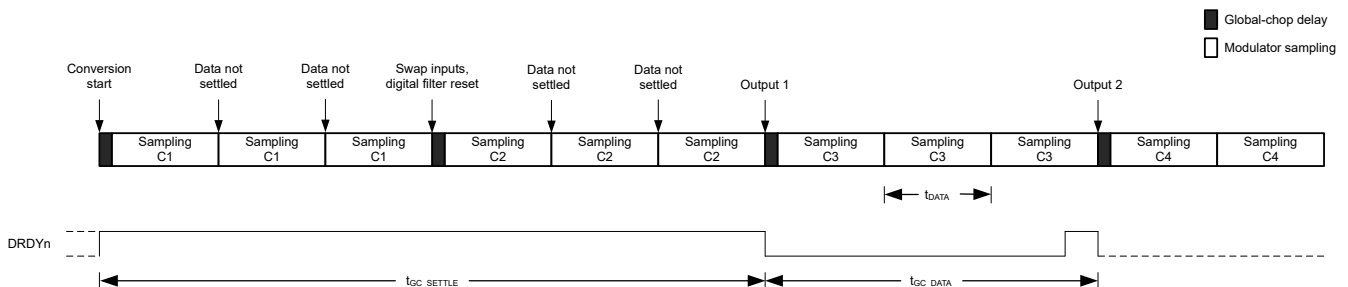 Global-chop delay
Modulator sampling
Conversion
start
Data not
settled
Data not
settled
Swap inputs,
digital filter reset
Data not
settled
Data not
settled
Output 1
Output 2
Sampling
C1
Sampling
C1
Sampling
C1
Sampling
C2
Sampling
C2
Sampling
C2
Sampling
C3
Sampling
C3
Sampling
C3
Sampling
C4
Sampling
C4
tDATA
DRDYn
tGC SETTLE
tGC DATA